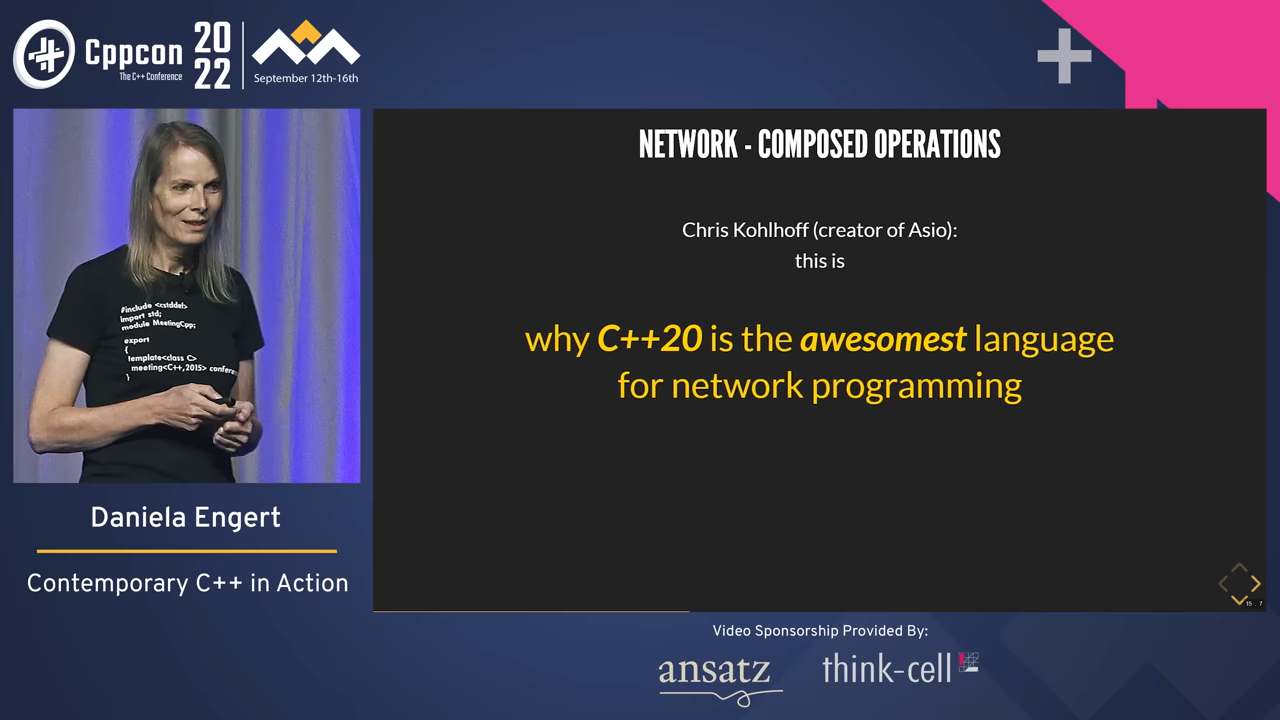 Cppcon
The C++ Conference
20
22
September 12th-16th
#include <cstddef>
import std;
module MeetingCpp;
export
{
template<class C>
meeting<C++,2015> confere
}
Daniela Engert
Contemporary C++ in Action
NETWORK - COMPOSED OPERATIONS
Chris Kohlhoff (creator of Asio):
this is
why C++20 is the awesomest language
for network programming
15 . 7
Video Sponsorship Provided By:
ansatz
think-cell